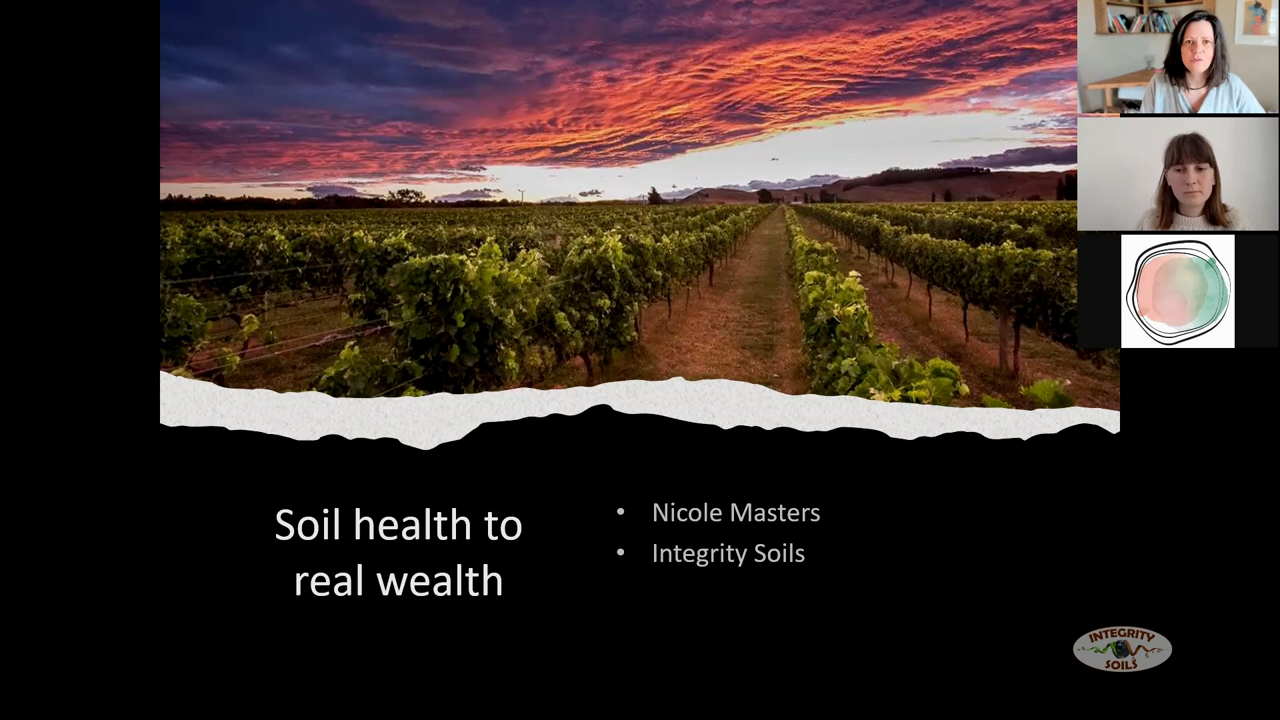 Soil health to
real wealth
• Nicole Masters
• Integrity Soils
INTEGRITY
SOILS